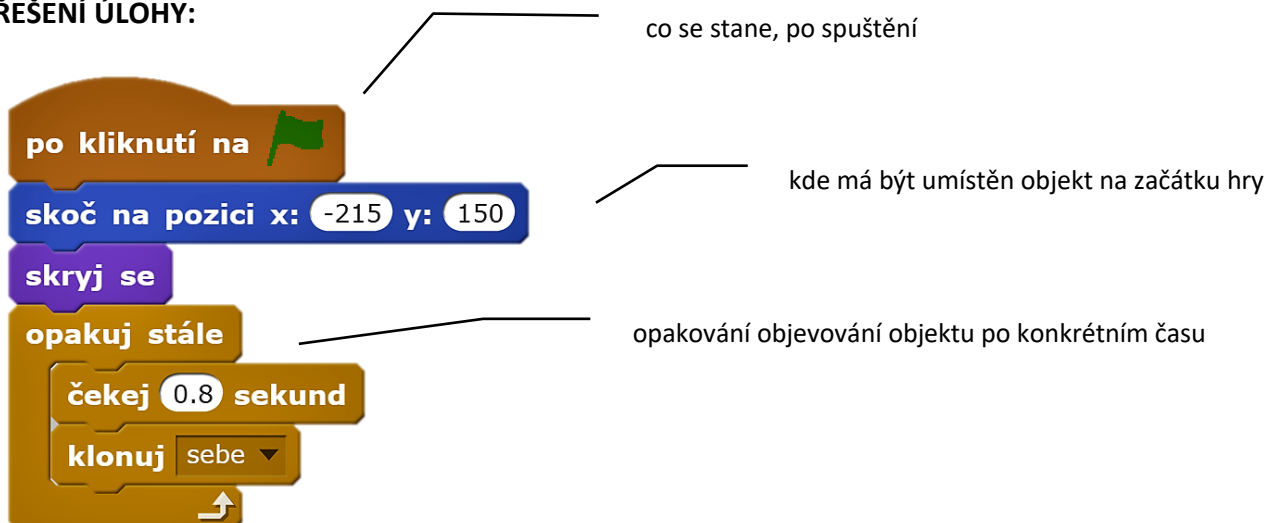 ŘEŠENÍ ÚLOHY:
co se stane, po spuštění
po kliknutí na
kde má být umístěn objekt na začátku hry
skoč na pozici x: -215 y: 150
skryj se
opakuj stále
opakování objevování objektu po konkrétním času
čekej 0.8 sekund
klonuj sebe